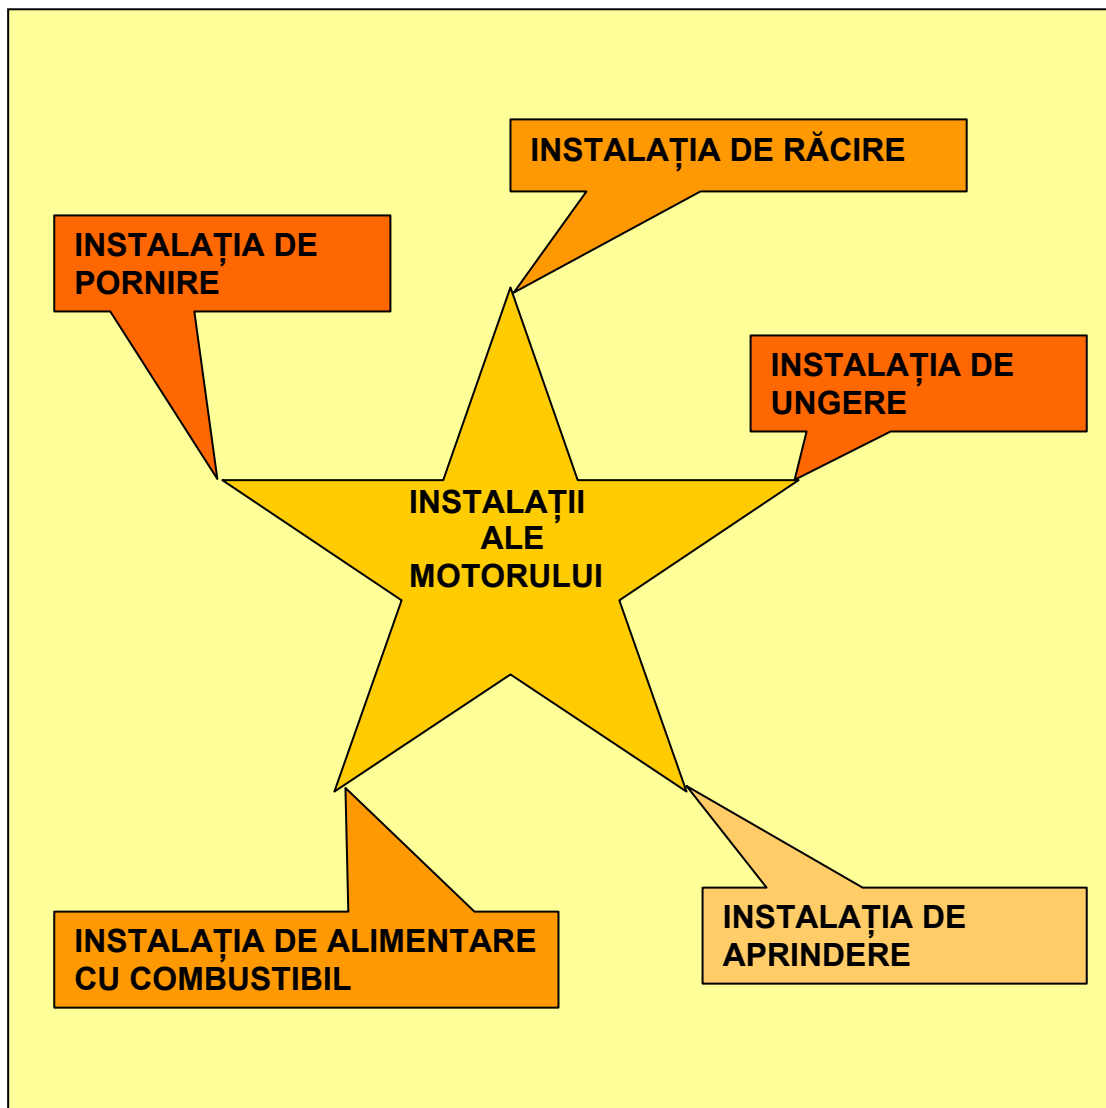 INSTALAȚIA DE RĂCIRE
INSTALAȚIA DE
PORNIRE
INSTALAȚIA DE
UNGERE
INSTALAȚII
ALE
MOTORULUI
INSTALAȚIA DE ALIMENTARE
CU COMBUSTIBIL
INSTALAȚIA DE
APRINDERE